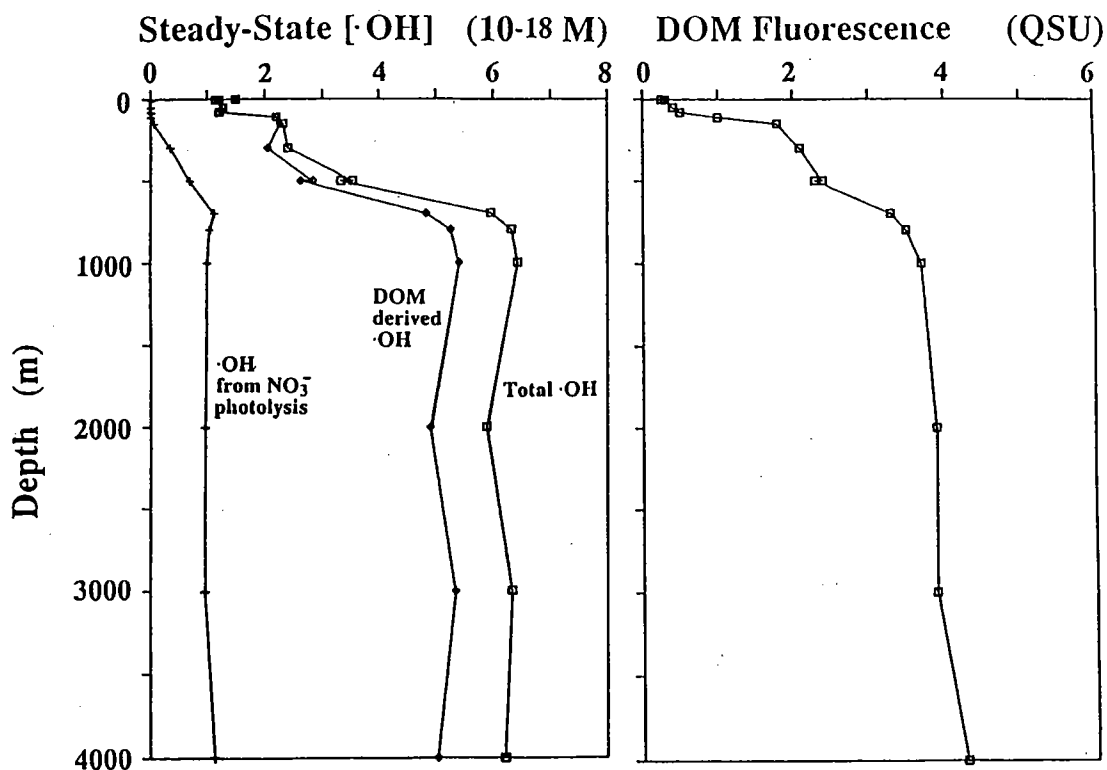 Steady-State [·OH] (10-18 M)
DOM Fluorescence (QSU)
0 2 4 6 8
0 2 4 6
0
1000
2000
3000
4000
Depth (m)
DOM
derived
·OH
·OH
from NO₃⁻
photolysis
Total ·OH